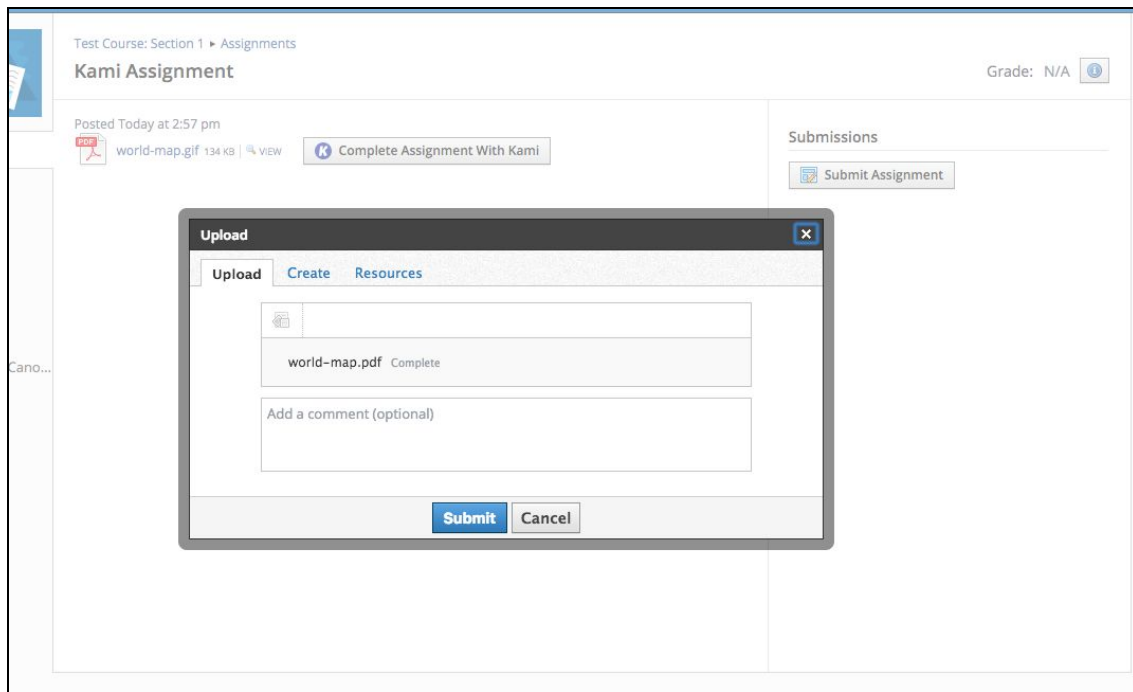 Test Course: Section 1 ▸ Assignments
Kami Assignment
Grade: N/A
Posted Today at 2:57 pm
PDF
world-map.gif 134 KB | VIEW
K Complete Assignment With Kami
Submissions
Submit Assignment
Upload
Upload Create Resources
world-map.pdf Complete
Cano...
Add a comment (optional)
Submit Cancel